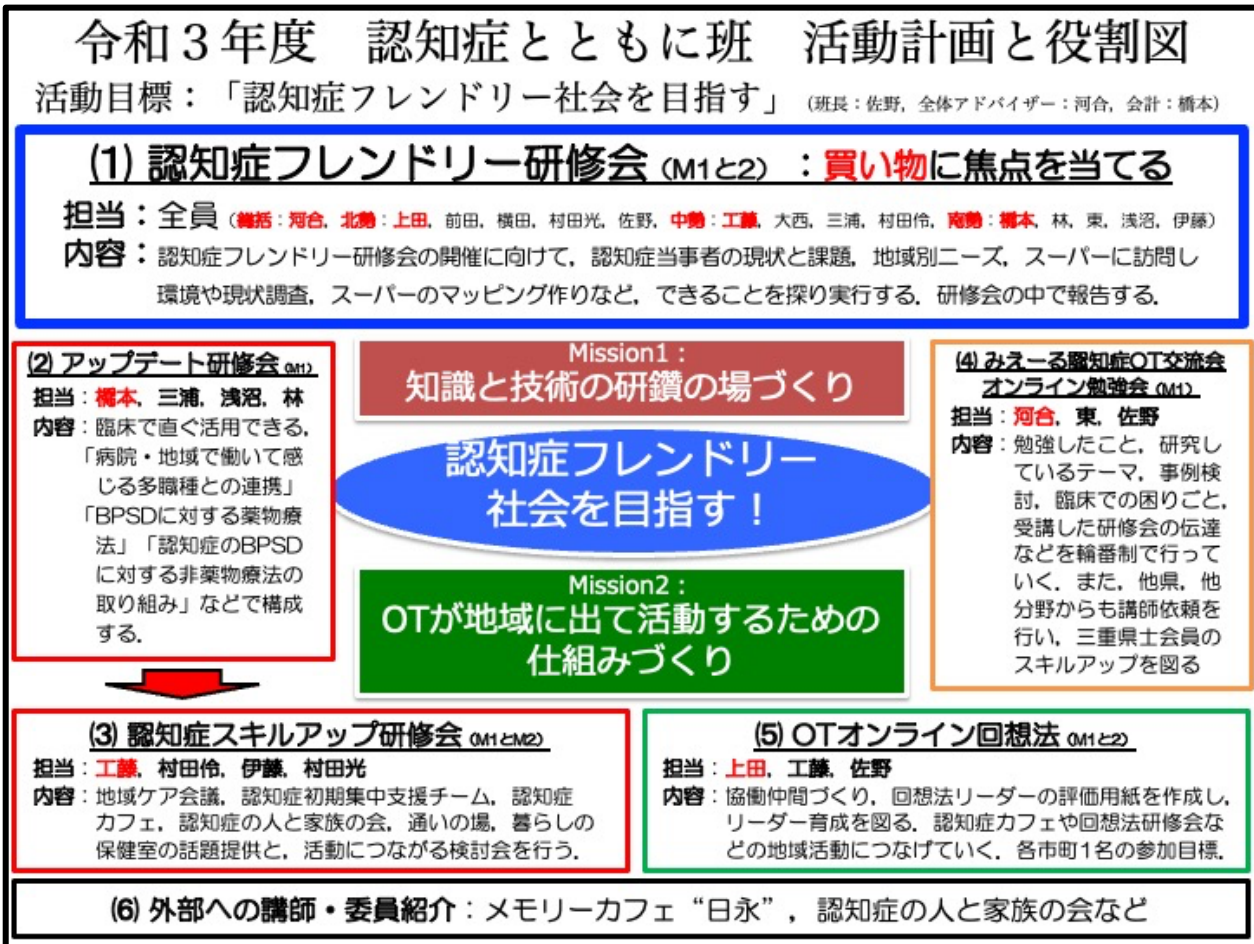 令和３年度　認知症とともに班　活動計画と役割図
活動目標：「認知症フレンドリー社会を目指す」（班長：佐野，全体アドバイザー：河合，会計：橋本）
(1) 認知症フレンドリー研修会（M1と2）：買い物に焦点を当てる
担当：全員（総括：河合，北勢：上田，前田，横田，村田光，佐野，中勢：工藤，大西，三浦，村田伶，南勢：橋本，林，東，浅沼，伊藤）
内容：認知症フレンドリー研修会の開催に向けて，認知症当事者の現状と課題，地域別ニーズ，スーパーに訪問し
環境や現状調査，スーパーのマッピング作りなど，できることを探り実行する．研修会の中で報告する．
(2) アップデート研修会（M1）
担当：橋本，三浦，浅沼，林
内容：臨床で直ぐ活用できる，
「病院・地域で働いて感
じる多職種との連携」
「BPSDに対する薬物療
法」「認知症のBPSD
に対する非薬物療法の
取り組み」などで構成
する．
Mission1：
知識と技術の研鑽の場づくり
認知症フレンドリー
社会を目指す！
Mission2：
OTが地域に出て活動するための
仕組みづくり
(4) みえーる認知症OT交流会
オンライン勉強会（M1）
担当：河合，東，佐野
内容：勉強したこと，研究し
ているテーマ，事例検
討，臨床での困りごと，
受講した研修会の伝達
などを輪番制で行って
いく．また，他県，他
分野からも講師依頼を
行い，三重県士会員の
スキルアップを図る
(3) 認知症スキルアップ研修会（M1とM2）
担当：工藤，村田伶，伊藤，村田光
内容：地域ケア会議，認知症初期集中支援チーム，認知症
カフェ，認知症の人と家族の会，通いの場，暮らしの
保健室の話題提供と，活動につながる検討会を行う．
(5) OTオンライン回想法（M1と2）
担当：上田，工藤，佐野
内容：協働仲間づくり，回想法リーダーの評価用紙を作成し，
リーダー育成を図る．認知症カフェや回想法研修会な
どの地域活動につなげていく．各市町1名の参加目標．
(6) 外部への講師・委員紹介：メモリーカフェ“日永”，認知症の人と家族の会など